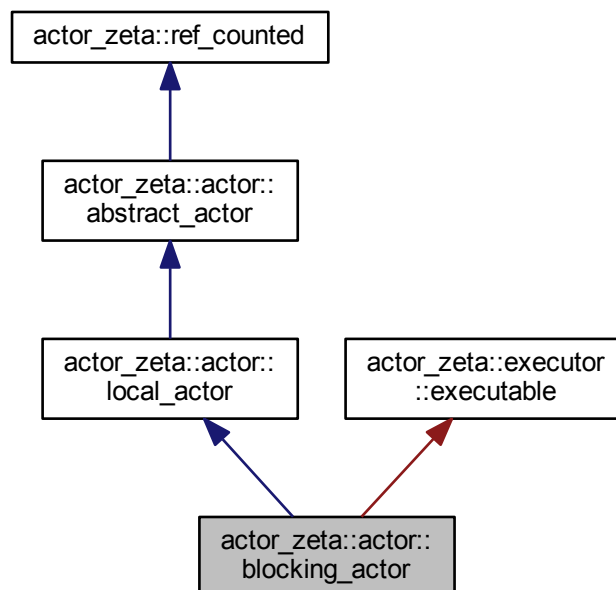 actor_zeta::ref_counted
actor_zeta::actor::
abstract_actor
actor_zeta::actor::
local_actor
actor_zeta::executor
::executable
actor_zeta::actor::
blocking_actor